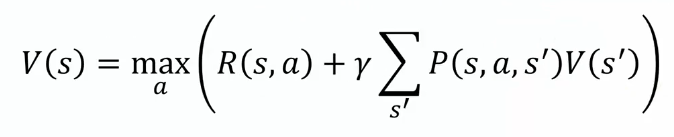 V(s) = max_a ( R(s, a) + γ ∑_{s′} P(s, a, s′)V(s′) )